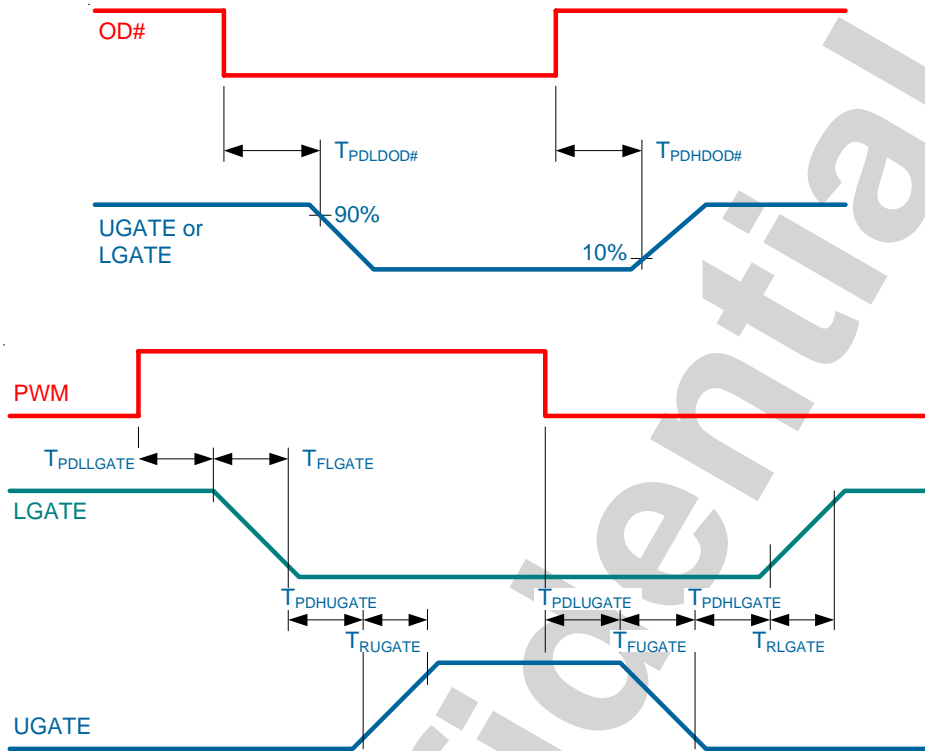 OD#
TPDLDOD#
TPDHDOD#
90%
UGATE or
LGATE
10%
PWM
TPDLLGATE
TFLGATE
LGATE
TPDHUGATE
TPDLUGATE
TPDHLGATE
TRUGATE
TFUGATE
TRLGATE
UGATE
fidential